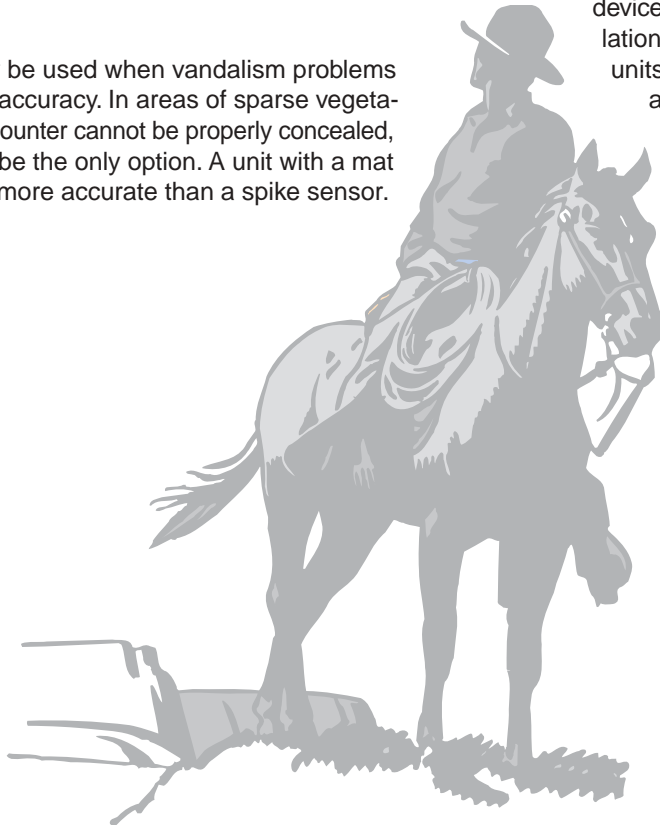 be used when vandalism problems
accuracy. In areas of sparse vegeta-
ounter cannot be properly concealed,
be the only option. A unit with a mat
more accurate than a spike sensor.
device
lation
units
a